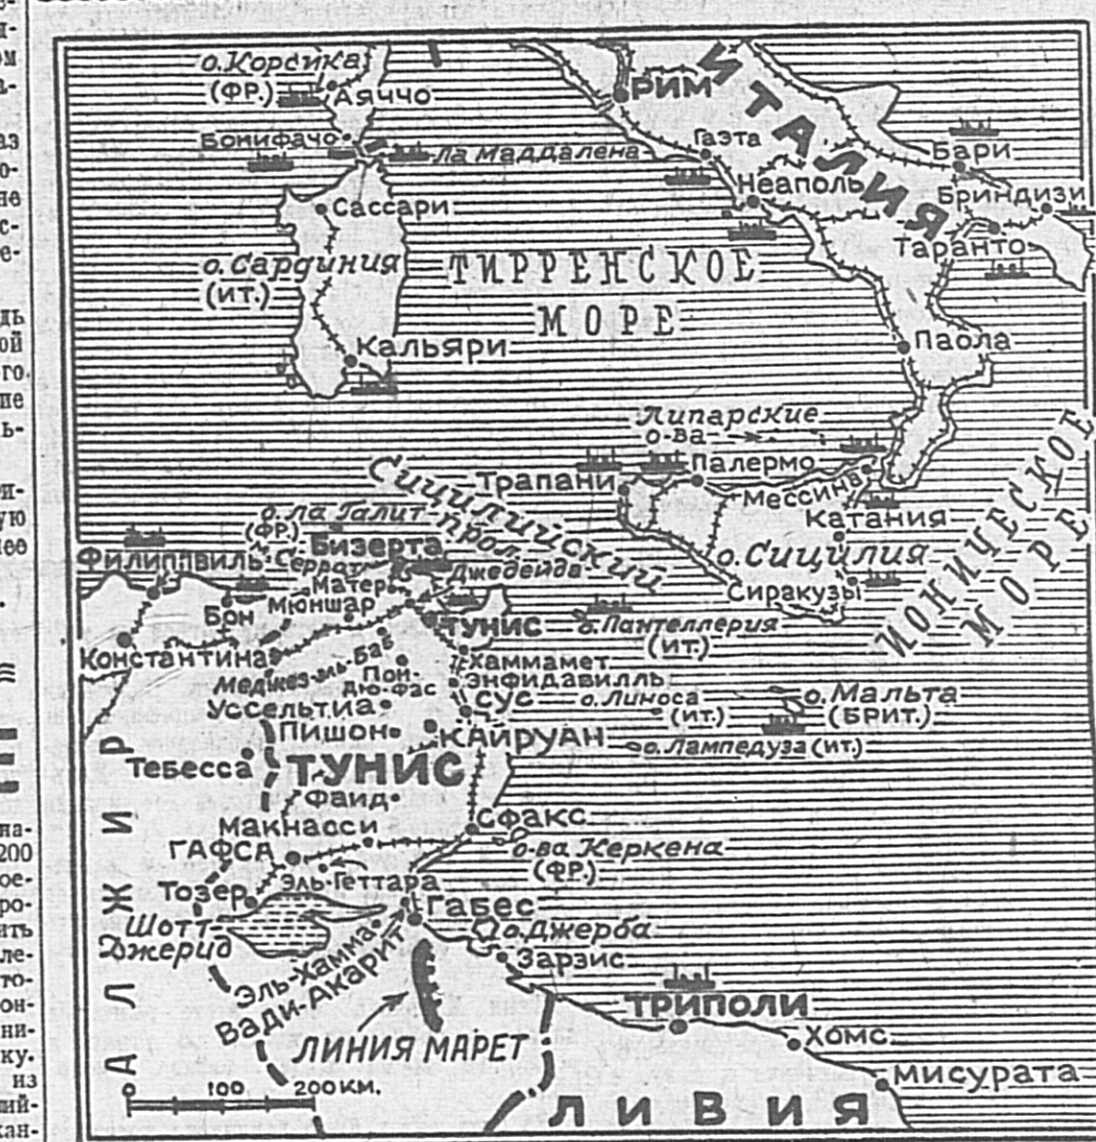 о. Корсика
(ФР.)
АЯЧЧО
Бонифачо
Ла Маддалена
Сассари
о. Сардиния
(ИТ.)
Кальяри
РИМ
ИТАЛИЯ
Гаэта
Неаполь
Бари
Бриндизи
Таранто
ТИРРЕНСКОЕ
МОРЕ
Паола
Липарские
о-ва
Палермо
Трапани
Мессина
Катания
о. Сицилия
Сиракузы
Сицилийский
прол.
ИОНИЧЕСКОЕ
МОРЕ
о. ла Галит
(ФР.)
Бизерта
Филиппвиль
Серрат
Джедейда
Матер
Мюншар
Бон
ТУНИС
о. Пантеллерия
(ИТ.)
Константина
Хаммамет
Меджез-эль-Баб
Пон-
дю-Фас
Энфидавилль
СУС
о. Линоса
(ИТ.)
о. Мальта
(БРИТ.)
Уссельтиа
Пишон
КАЙРУАН
о. Лампедуза (ИТ.)
Тебесса
ТУНИС
Фаид
Сфакс
Макнасси
ГАФСА
о-ва Керкена
(ФР.)
Эль-Геттара
Тозер
Габес
Шотт
Джерид
о. Джерба
Зарзис
Эль-Хамма
Вади-Акарит
ТРИПОЛИ
Хомс
ЛИНИЯ МАРЕТ
Мисурата
АЛЖИР
0 100 200 КМ.
ЛИВИЯ